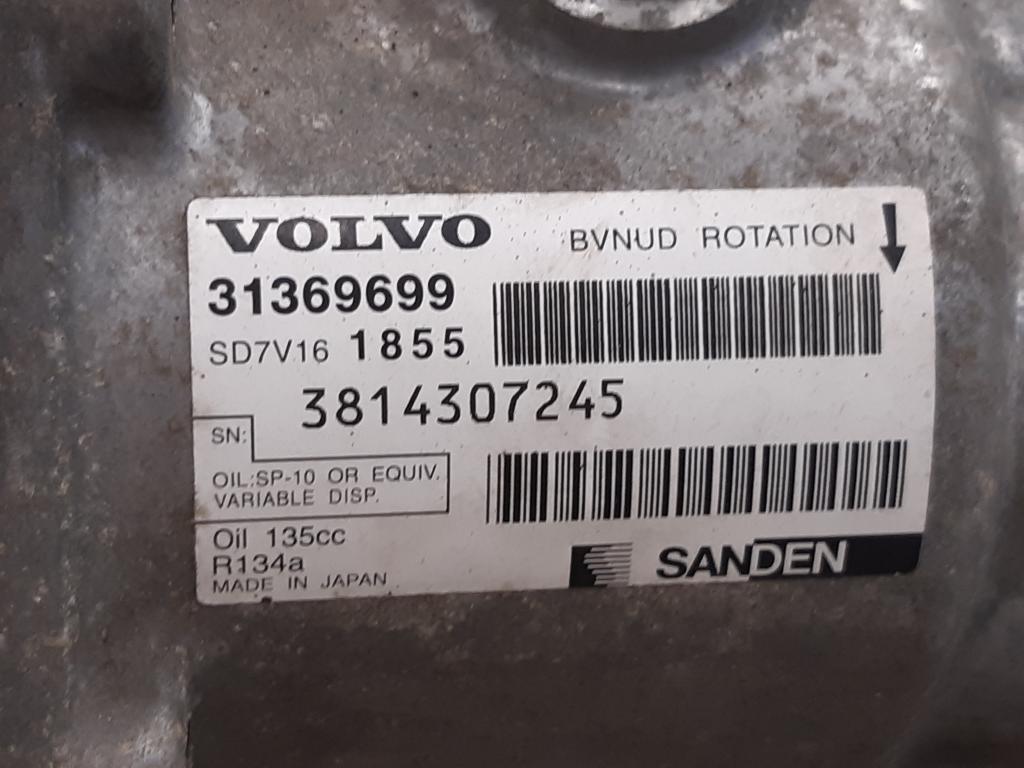 VOLVO BVNUD ROTATION
31369699
SD7V16 1855
3814307245
SN:
OIL:SP-10 OR EQUIV.
VARIABLE DISP.
Oil 135cc
R134a
MADE IN JAPAN
SANDEN